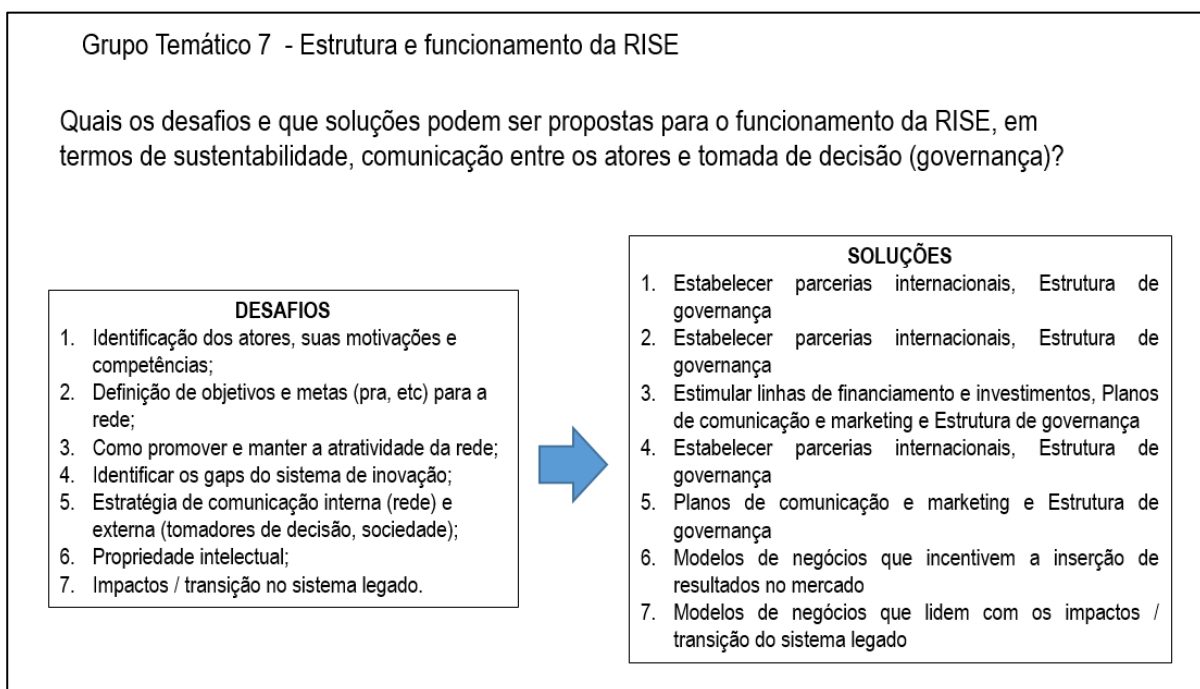 Grupo Temático 7 - Estrutura e funcionamento da RISE
Quais os desafios e que soluções podem ser propostas para o funcionamento da RISE, em
termos de sustentabilidade, comunicação entre os atores e tomada de decisão (governança)?
DESAFIOS
1. Identificação dos atores, suas motivações e
competências;
2. Definição de objetivos e metas (pra, etc) para a
rede;
3. Como promover e manter a atratividade da rede;
4. Identificar os gaps do sistema de inovação;
5. Estratégia de comunicação interna (rede) e
externa (tomadores de decisão, sociedade);
6. Propriedade intelectual;
7. Impactos / transição no sistema legado.
SOLUÇÕES
1. Estabelecer parcerias internacionais, Estrutura de
governança
2. Estabelecer parcerias internacionais, Estrutura de
governança
3. Estimular linhas de financiamento e investimentos, Planos
de comunicação e marketing e Estrutura de governança
4. Estabelecer parcerias internacionais, Estrutura de
governança
5. Planos de comunicação e marketing e Estrutura de
governança
6. Modelos de negócios que incentivem a inserção de
resultados no mercado
7. Modelos de negócios que lidem com os impactos /
transição do sistema legado